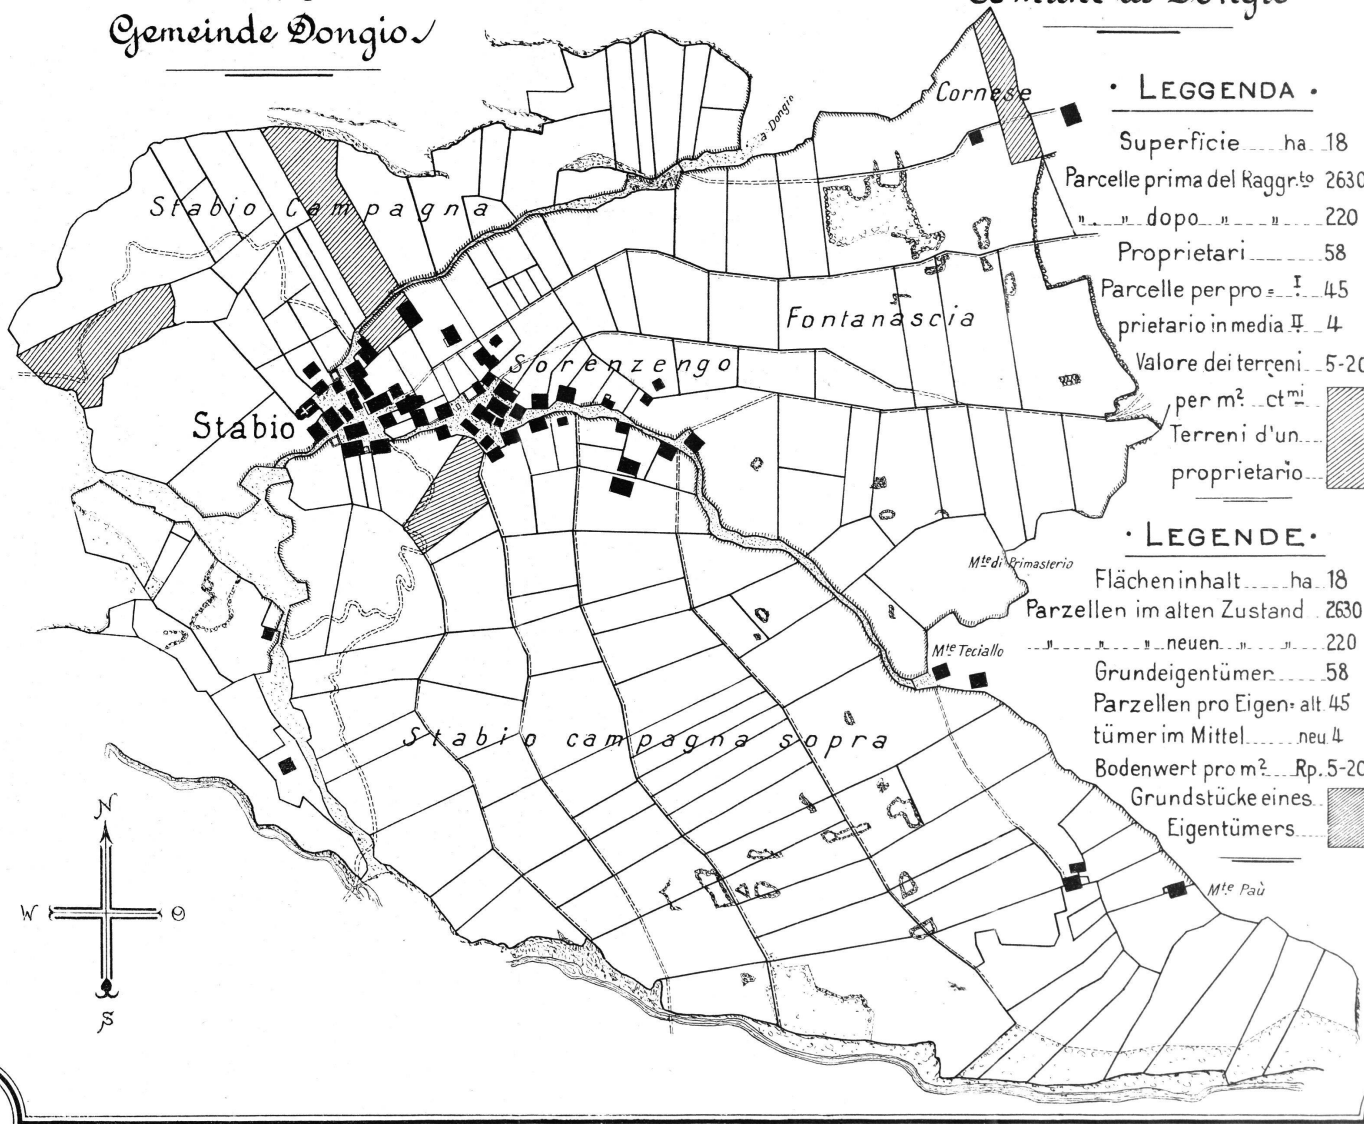 Gemeinde Dongio
Comune di Dongio
· LEGGENDA ·
Superficie ha. 18
Parcelle prima del Raggr.to 2630
" " dopo " " 220
Proprietari 58
Parcelle per pro= I 45
prietario in media II 4
Valore dei terreni 5-20
per m² ct.mi
Terreni d'un
proprietario
· LEGENDE ·
Flächeninhalt ha 18
Parzellen im alten Zustand 2630
" " " neuen " " 220
Grundeigentümer 58
Parzellen pro Eigen= alt. 45
tümer im Mittel neu. 4
Bodenwert pro m² Rp. 5-20
Grundstücke eines
Eigentümers
Cornese
a Dongio
Stabio Campagna
Fontanascia
Sorenzengo
Stabio
Mte di Primasterio
Mte Teciallo
Stabio campagna sopra
Mte Paù
N
W O
S